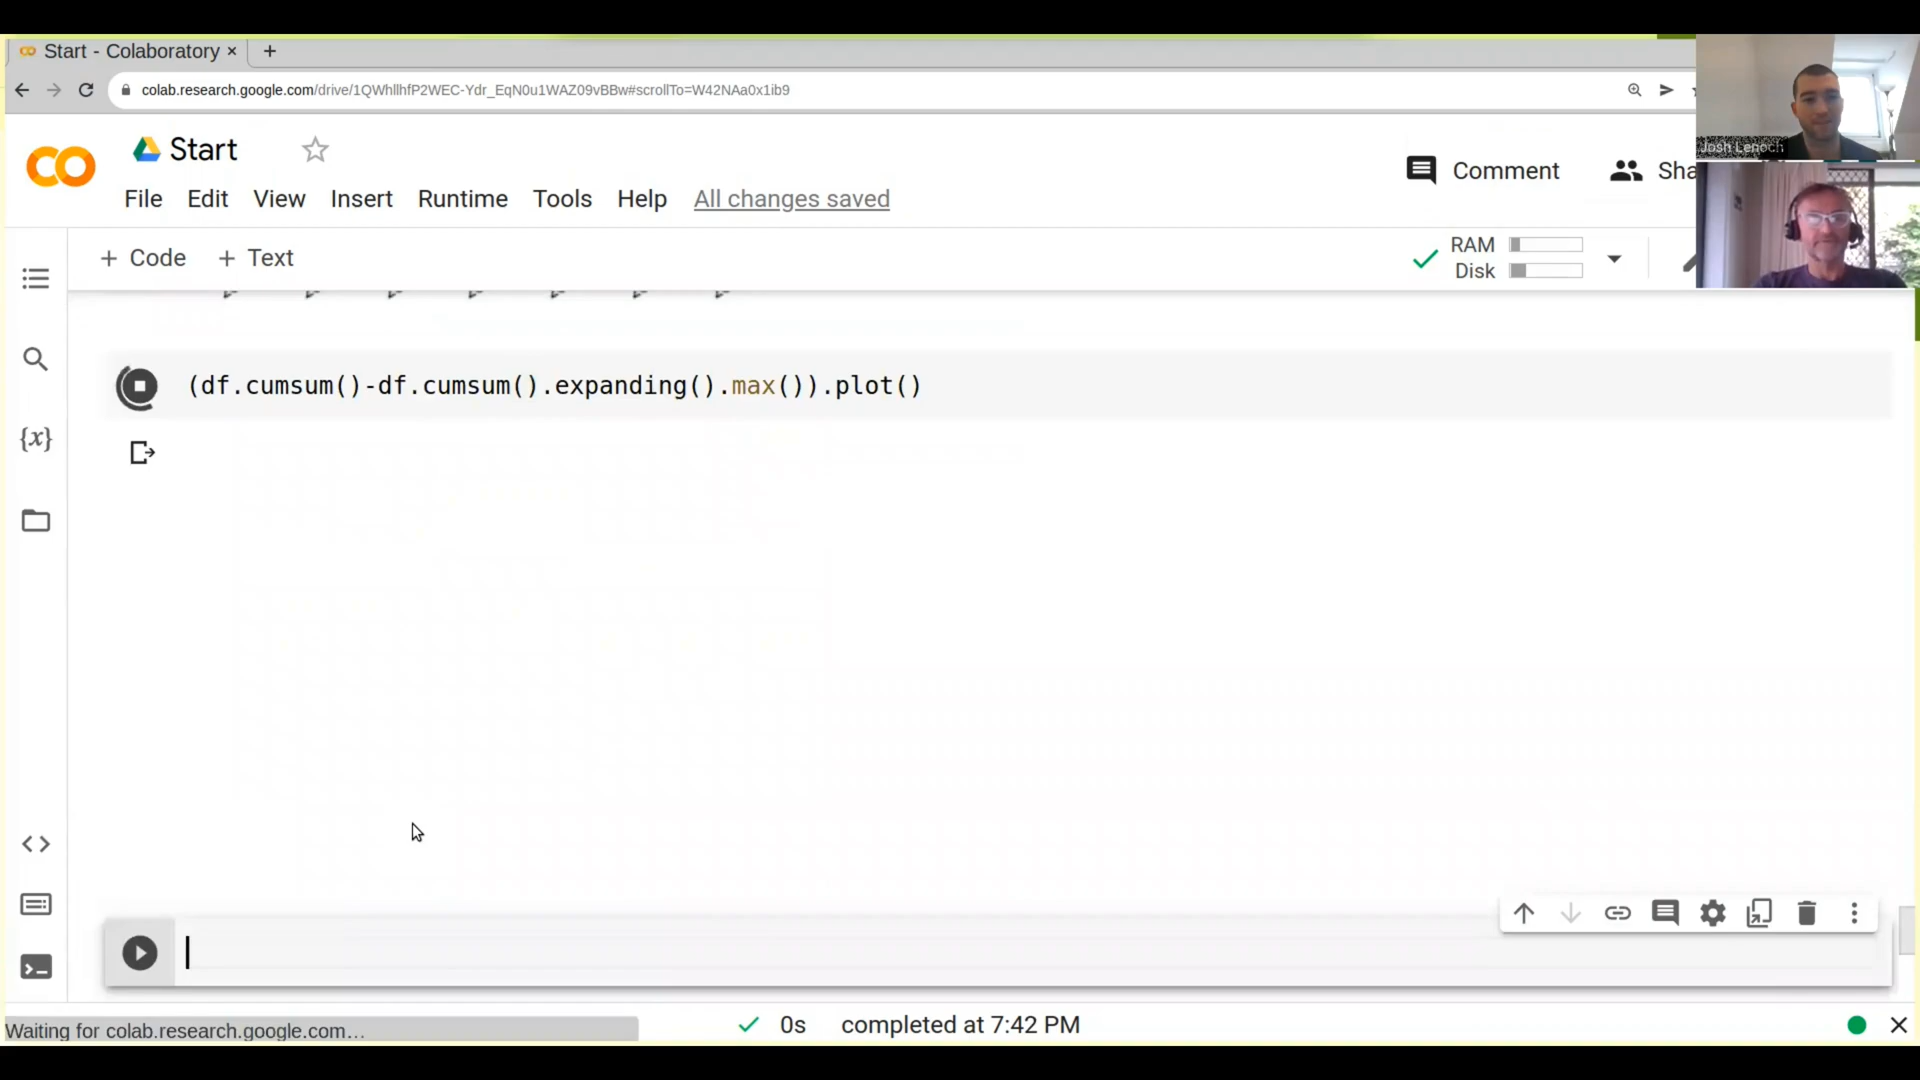 Start - Colaboratory
colab.research.google.com/drive/1QWhllhfP2WEC-Ydr_EqN0u1WAZ09vBBw#scrollTo=W42NAa0x1ib9
Start
Comment
Sha
Josh Lenoch
File Edit View Insert Runtime Tools Help All changes saved
+ Code + Text
RAM
Disk
(df.cumsum()-df.cumsum().expanding().max()).plot()
{x}
Waiting for colab.research.google.com...
0s completed at 7:42 PM